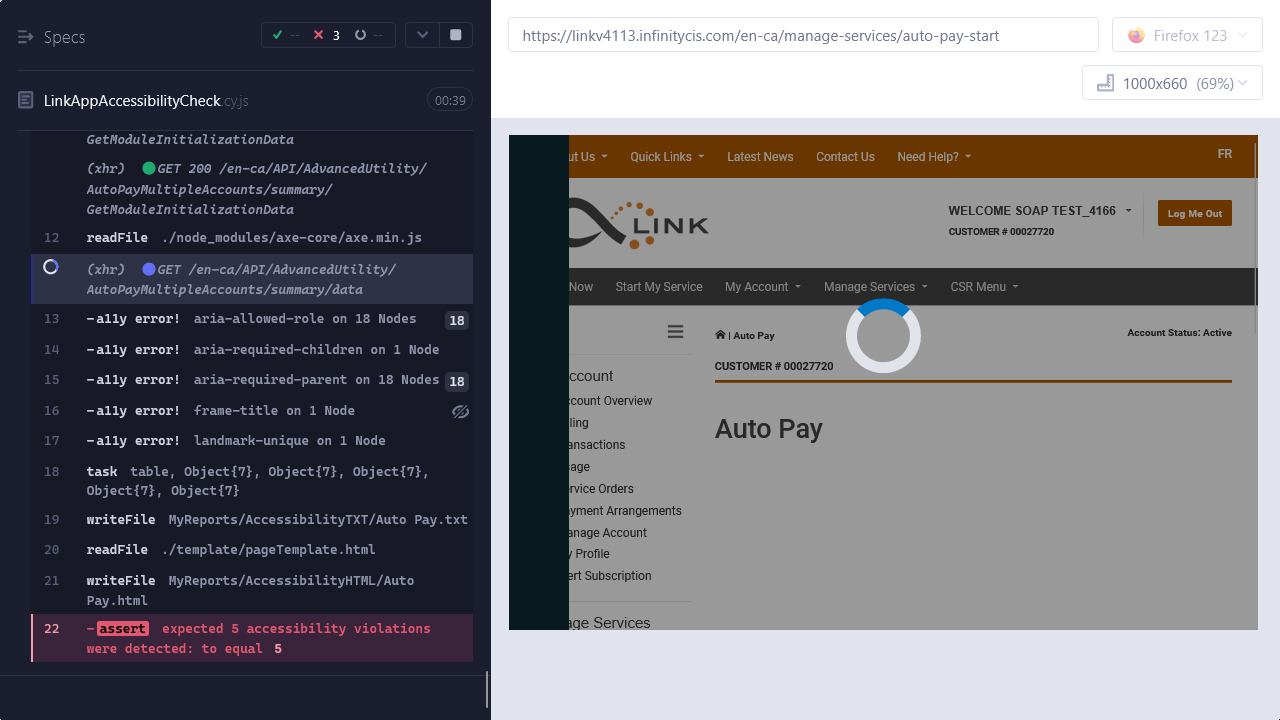 Specs
--
3
--
LinkAppAccessibilityCheck.cy.js
00:39
GetModuleInitializationData
(xhr) GET 200 /en-ca/API/AdvancedUtility/
AutoPayMultipleAccounts/summary/
GetModuleInitializationData
12 readFile ./node_modules/axe-core/axe.min.js
(xhr) GET /en-ca/API/AdvancedUtility/
AutoPayMultipleAccounts/summary/data
13 -a11y error! aria-allowed-role on 18 Nodes 18
14 -a11y error! aria-required-children on 1 Node
15 -a11y error! aria-required-parent on 18 Nodes 18
16 -a11y error! frame-title on 1 Node
17 -a11y error! landmark-unique on 1 Node
18 task table, Object{7}, Object{7}, Object{7},
Object{7}, Object{7}
19 writeFile MyReports/AccessibilityTXT/Auto Pay.txt
20 readFile ./template/pageTemplate.html
21 writeFile MyReports/AccessibilityHTML/Auto
Pay.html
22 -assert expected 5 accessibility violations
were detected: to equal 5
https://linkv4113.infinitycis.com/en-ca/manage-services/auto-pay-start
Firefox 123
1000x660 (69%)
ut Us Quick Links Latest News Contact Us Need Help? FR
LINK
WELCOME SOAP TEST_4166
CUSTOMER # 00027720
Log Me Out
Now Start My Service My Account Manage Services CSR Menu
| Auto Pay
Account Status: Active
CUSTOMER # 00027720
Auto Pay
ccount
ccount Overview
lling
ansactions
sage
ervice Orders
yment Arrangements
anage Account
y Profile
ert Subscription
age Services